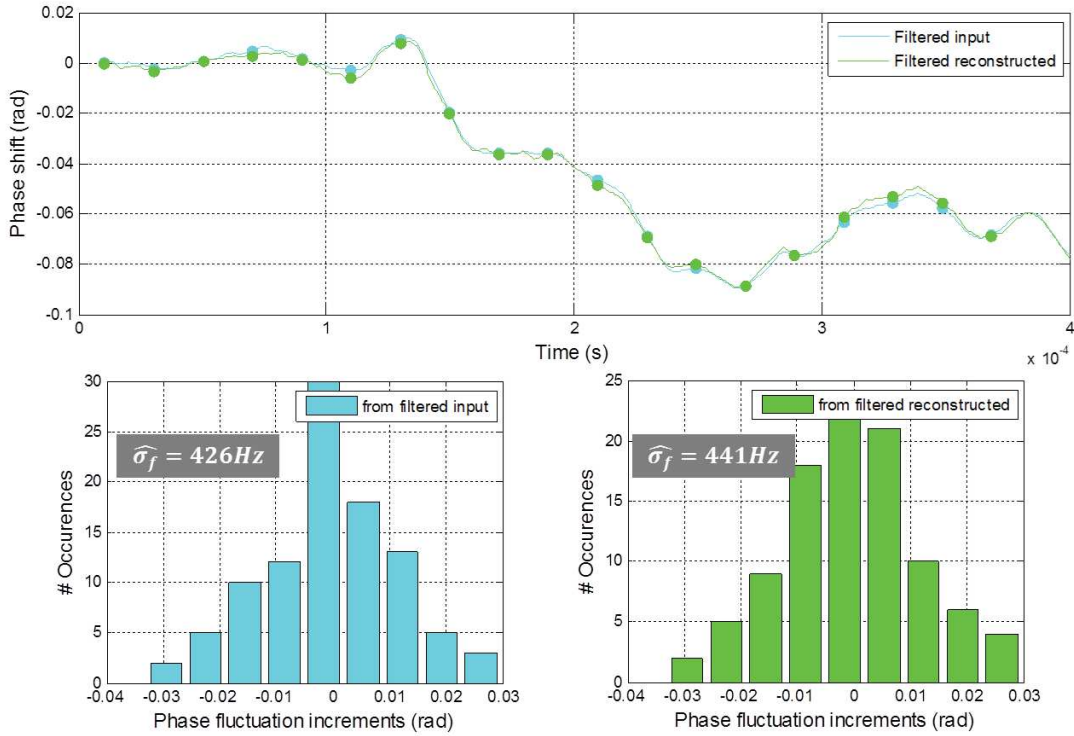 0.02
0.01
0
-0.02
-0.04
-0.06
-0.08
-0.1
Phase shift (rad)
Filtered input
Filtered reconstructed
0 1 2 3 4
Time (s)
x 10⁻⁴
30
25
20
15
10
5
0
# Occurences
from filtered input
σ̂_f = 426Hz
-0.04 -0.03 -0.02 -0.01 0 0.01 0.02 0.03
Phase fluctuation increments (rad)
25
20
15
10
5
0
# Occurences
from filtered reconstructed
σ̂_f = 441Hz
-0.04 -0.03 -0.02 -0.01 0 0.01 0.02 0.03
Phase fluctuation increments (rad)